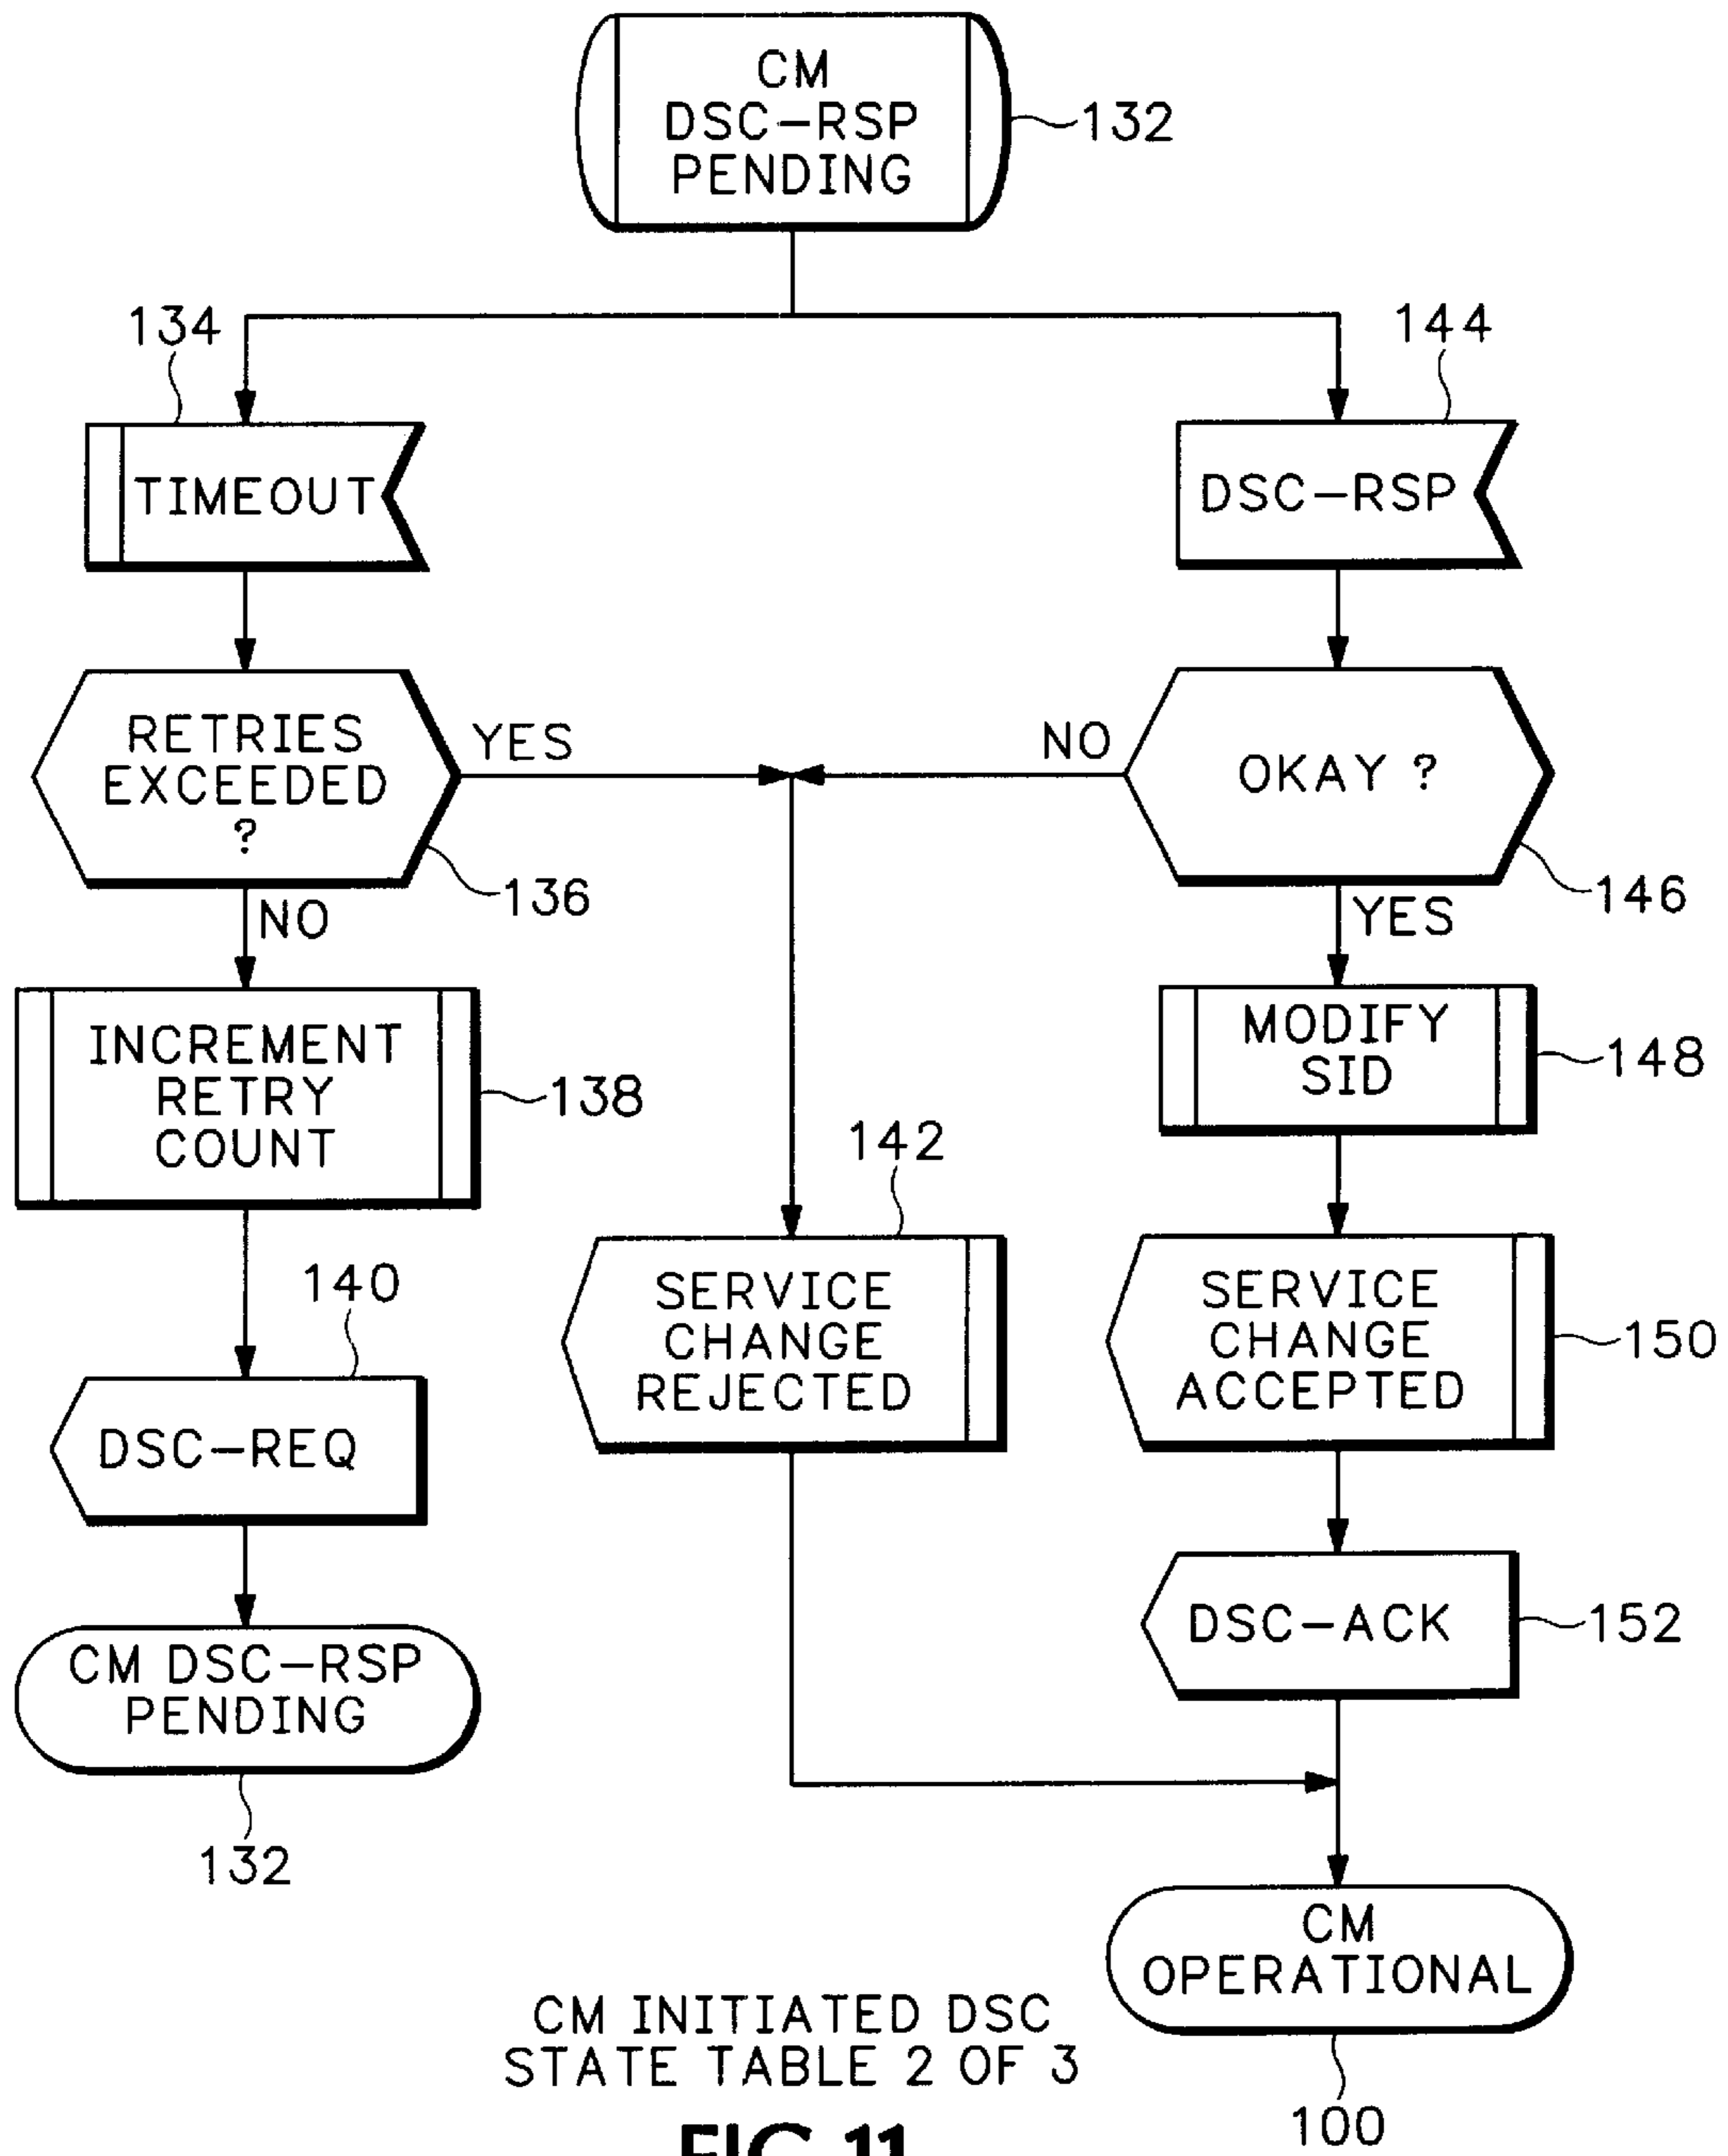 CM
DSC-RSP
PENDING
132
134
144
TIMEOUT
DSC-RSP
RETRIES
EXCEEDED
?
YES
NO
OKAY ?
136
146
NO
YES
INCREMENT
RETRY
COUNT
138
MODIFY
SID
148
142
140
SERVICE
CHANGE
REJECTED
SERVICE
CHANGE
ACCEPTED
150
DSC-REQ
DSC-ACK
152
CM DSC-RSP
PENDING
132
CM
OPERATIONAL
100
CM INITIATED DSC
STATE TABLE 2 OF 3
FIG.11